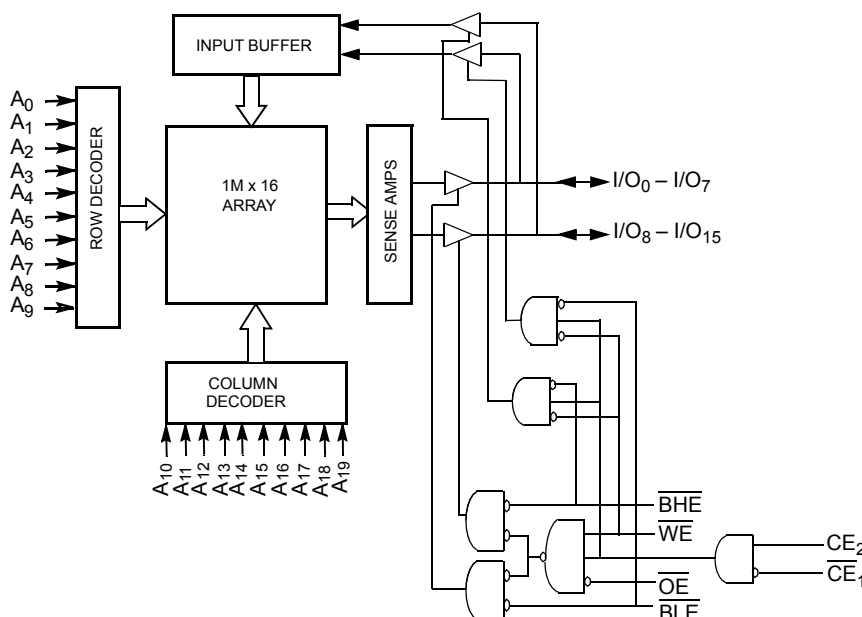 INPUT BUFFER
A0
A1
A2
A3
A4
A5
A6
A7
A8
A9
ROW DECODER
1M x 16
ARRAY
SENSE AMPS
I/O0 – I/O7
I/O8 – I/O15
COLUMN
DECODER
A10
A11
A12
A13
A14
A15
A16
A17
A18
A19
BHE
WE
CE2
CE1
OE
BLE